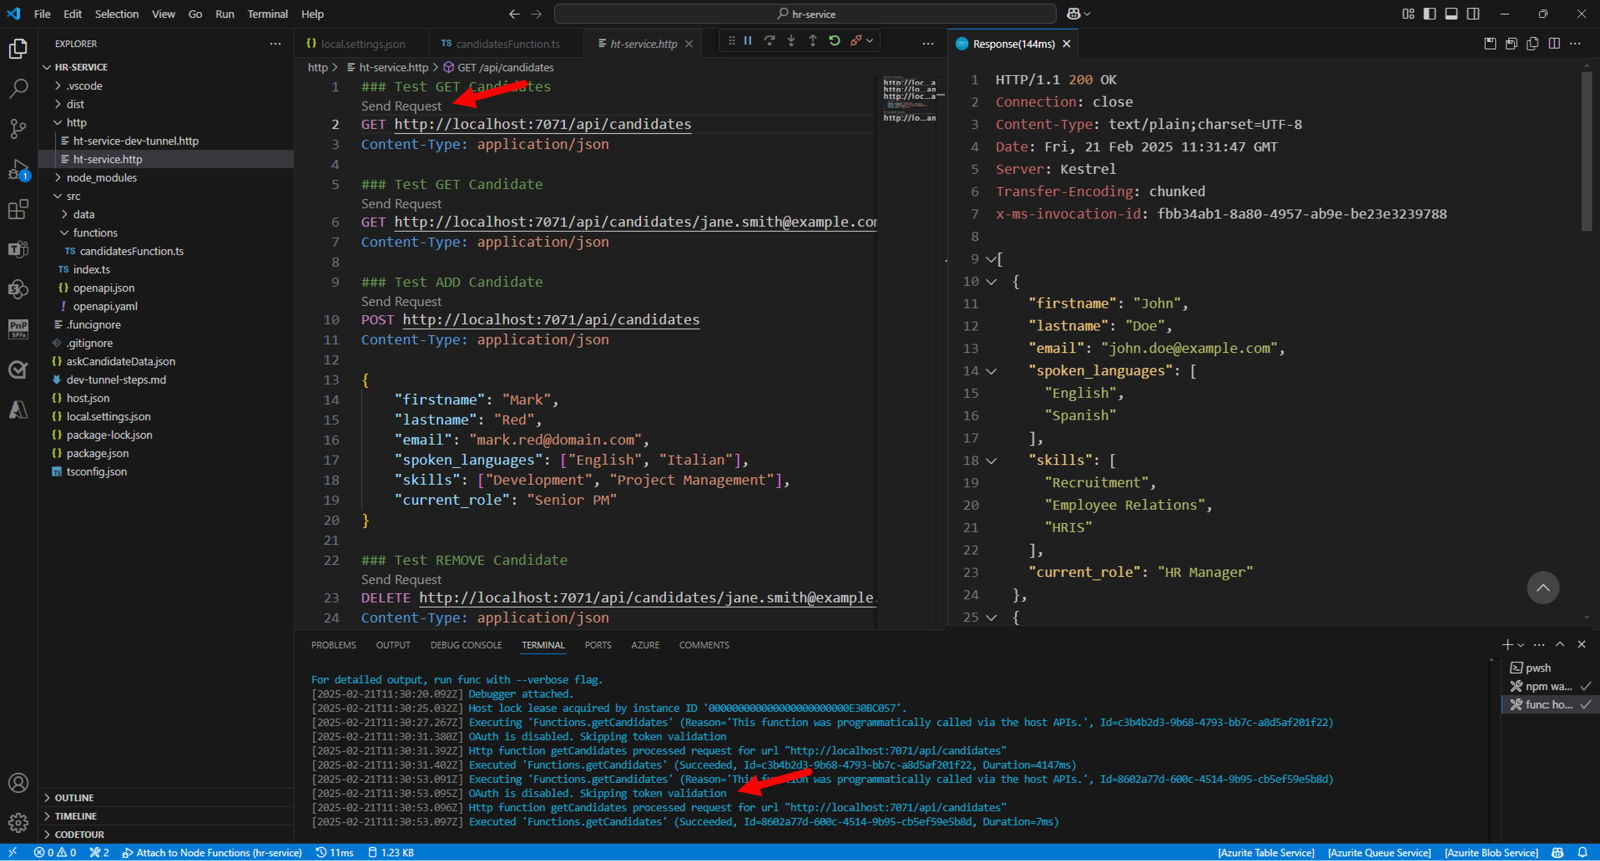 File Edit Selection View Go Run Terminal Help
hr-service
EXPLORER
HR-SERVICE
.vscode
dist
http
ht-service-dev-tunnel.http
ht-service.http
node_modules
src
data
functions
TS candidatesFunction.ts
TS index.ts
{} openapi.json
! openapi.yaml
.funcignore
.gitignore
{} askCandidateData.json
dev-tunnel-steps.md
{} host.json
{} local.settings.json
{} package-lock.json
{} package.json
tsconfig.json
OUTLINE
TIMELINE
CODETOUR
1
PnP
SPFx
{} local.settings.json
TS candidatesFunction.ts
ht-service.http
http > ht-service.http > GET /api/candidates
1 ### Test GET Candidates
Send Request
2 GET http://localhost:7071/api/candidates
3 Content-Type: application/json
4
5 ### Test GET Candidate
Send Request
6 GET http://localhost:7071/api/candidates/jane.smith@example.com
7 Content-Type: application/json
8
9 ### Test ADD Candidate
Send Request
10 POST http://localhost:7071/api/candidates
11 Content-Type: application/json
12
13 {
14 "firstname": "Mark",
15 "lastname": "Red",
16 "email": "mark.red@domain.com",
17 "spoken_languages": ["English", "Italian"],
18 "skills": ["Development", "Project Management"],
19 "current_role": "Senior PM"
20 }
21
22 ### Test REMOVE Candidate
Send Request
23 DELETE http://localhost:7071/api/candidates/jane.smith@example.
24 Content-Type: application/json
Response(144ms)
1 HTTP/1.1 200 OK
2 Connection: close
3 Content-Type: text/plain;charset=UTF-8
4 Date: Fri, 21 Feb 2025 11:31:47 GMT
5 Server: Kestrel
6 Transfer-Encoding: chunked
7 x-ms-invocation-id: fbb34ab1-8a80-4957-ab9e-be23e3239788
8
9 [
10 {
11 "firstname": "John",
12 "lastname": "Doe",
13 "email": "john.doe@example.com",
14 "spoken_languages": [
15 "English",
16 "Spanish"
17 ],
18 "skills": [
19 "Recruitment",
20 "Employee Relations",
21 "HRIS"
22 ],
23 "current_role": "HR Manager"
24 },
25 {
PROBLEMS OUTPUT DEBUG CONSOLE TERMINAL PORTS AZURE COMMENTS
For detailed output, run func with --verbose flag.
[2025-02-21T11:30:20.092Z] Debugger attached.
[2025-02-21T11:30:25.032Z] Host lock lease acquired by instance ID '000000000000000000000000E30BC057'.
[2025-02-21T11:30:27.267Z] Executing 'Functions.getCandidates' (Reason='This function was programmatically called via the host APIs.', Id=c3b4b2d3-9b68-4793-bb7c-a8d5af201f22)
[2025-02-21T11:30:31.380Z] OAuth is disabled. Skipping token validation
[2025-02-21T11:30:31.392Z] Http function getCandidates processed request for url "http://localhost:7071/api/candidates"
[2025-02-21T11:30:31.402Z] Executed 'Functions.getCandidates' (Succeeded, Id=c3b4b2d3-9b68-4793-bb7c-a8d5af201f22, Duration=4147ms)
[2025-02-21T11:30:53.091Z] Executing 'Functions.getCandidates' (Reason='This function was programmatically called via the host APIs.', Id=8602a77d-600c-4514-9b95-cb5ef59e5b8d)
[2025-02-21T11:30:53.095Z] OAuth is disabled. Skipping token validation
[2025-02-21T11:30:53.096Z] Http function getCandidates processed request for url "http://localhost:7071/api/candidates"
[2025-02-21T11:30:53.097Z] Executed 'Functions.getCandidates' (Succeeded, Id=8602a77d-600c-4514-9b95-cb5ef59e5b8d, Duration=7ms)
pwsh
npm wa...
func: ho...
0 0 2 Attach to Node Functions (hr-service) 11ms 1.23 KB
[Azurite Table Service] [Azurite Queue Service] [Azurite Blob Service]